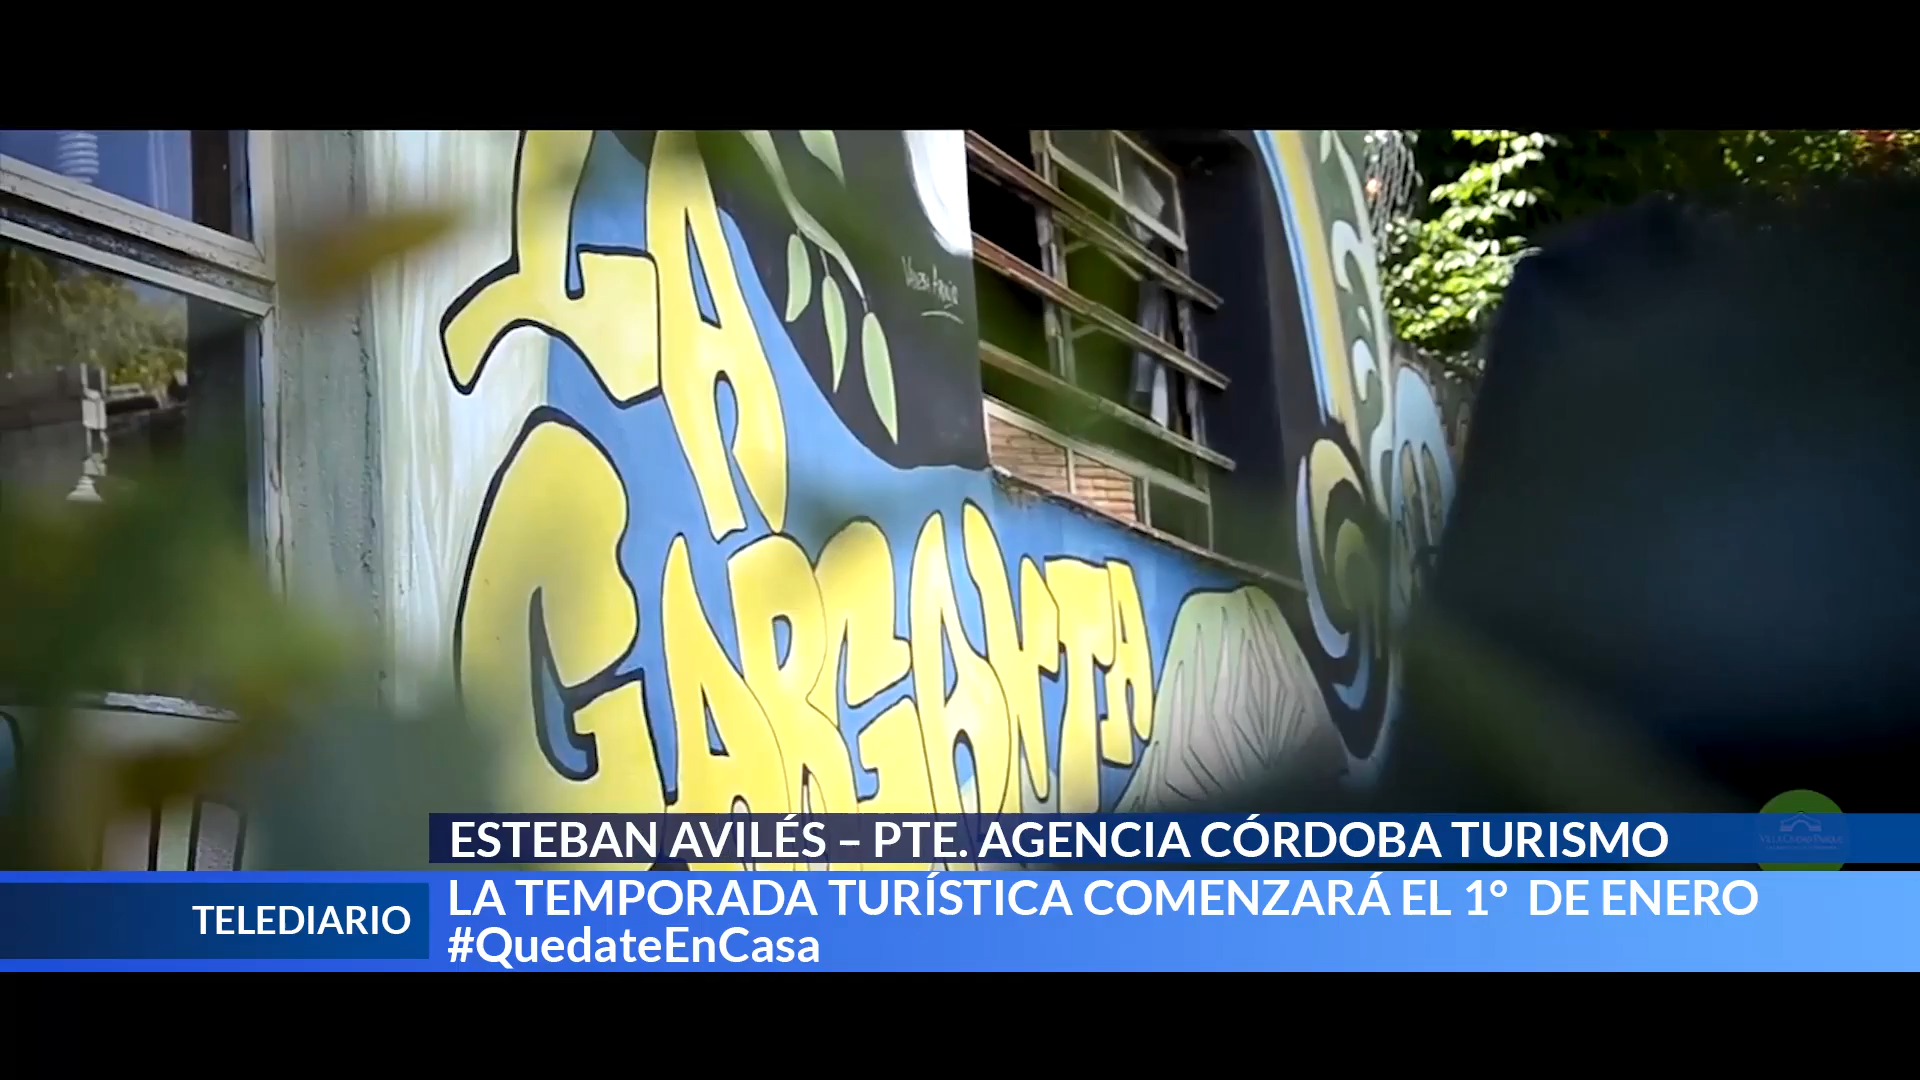 LA
GARGANTA
ESTEBAN AVILÉS – PTE. AGENCIA CÓRDOBA TURISMO
TELEDIARIO
LA TEMPORADA TURÍSTICA COMENZARÁ EL 1° DE ENERO
#QuedateEnCasa